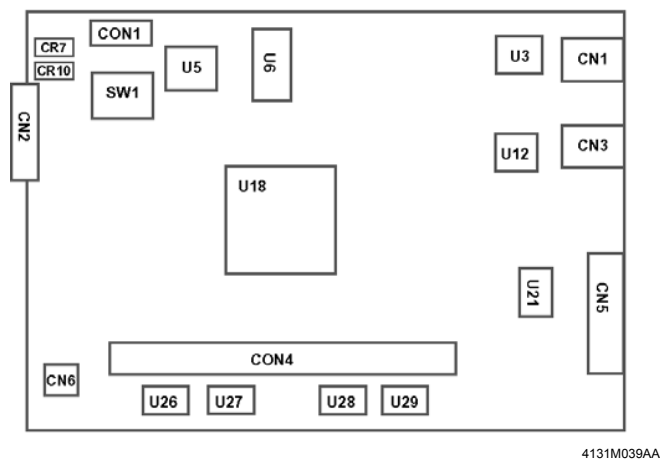 CON1
CR7
CR10
SW1
U5
U6
U3
CN1
CN2
U12
CN3
U18
U21
CN5
CON4
CN6
U26
U27
U28
U29
4131M039AA